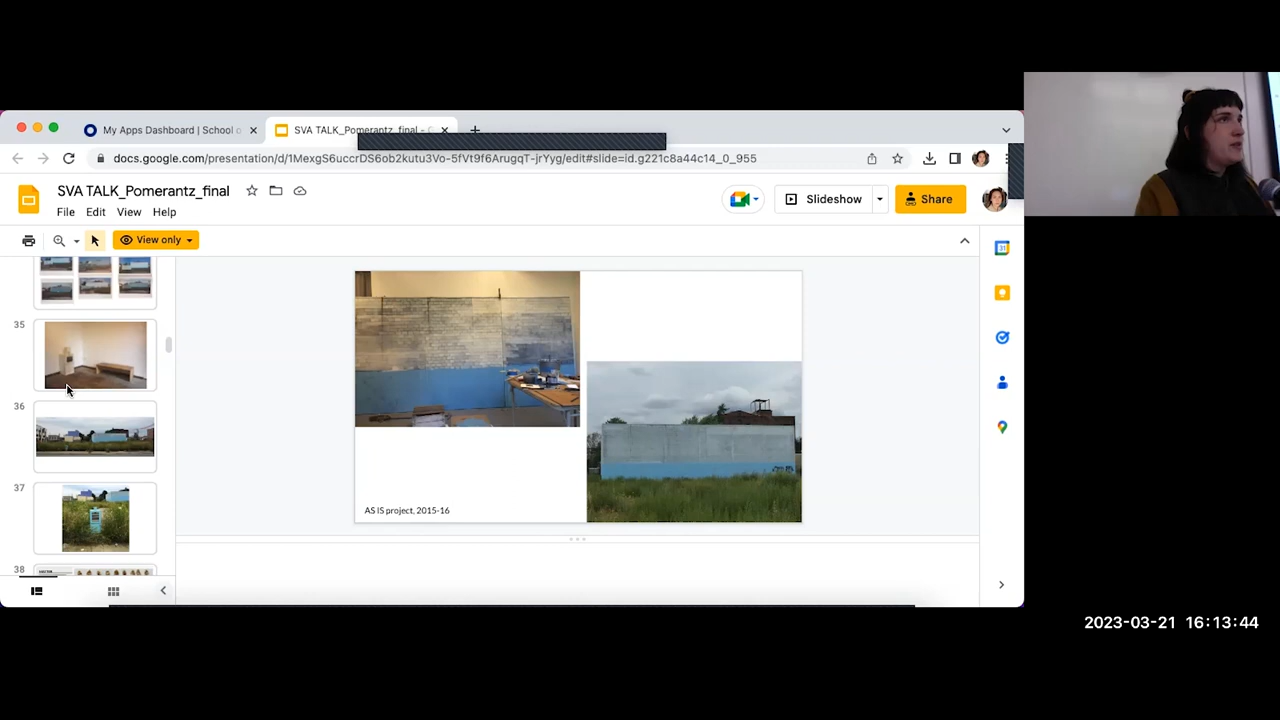 My Apps Dashboard | School o
SVA TALK_Pomerantz_final - G
docs.google.com/presentation/d/1MexgS6uccrDS6ob2kutu3Vo-5fVt9f6ArugqT-jrYyg/edit#slide=id.g221c8a44c14_0_955
SVA TALK_Pomerantz_final
File Edit View Help
Slideshow
Share
View only
31
35
36
37
38
AS IS project, 2015-16
2023-03-21 16:13:44